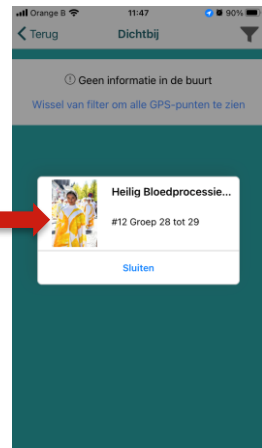 Orange B 11:47 90%
Terug Dichtbij
Geen informatie in de buurt
Wissel van filter om alle GPS-punten te zien
Heilig Bloedprocessie...
#12 Groep 28 tot 29
Sluiten